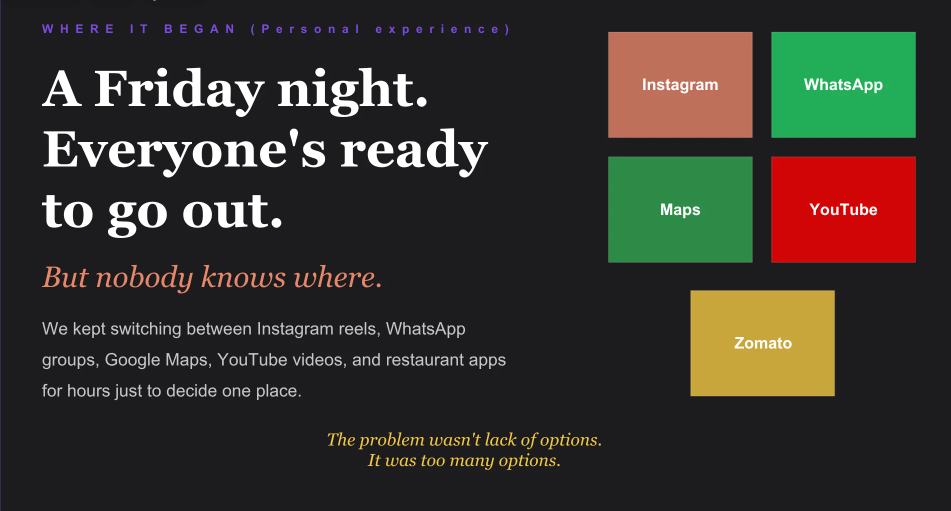 WHERE IT BEGAN (Personal experience)
A Friday night.
Everyone's ready
to go out.
But nobody knows where.
We kept switching between Instagram reels, WhatsApp
groups, Google Maps, YouTube videos, and restaurant apps
for hours just to decide one place.
Instagram
WhatsApp
Maps
YouTube
Zomato
The problem wasn't lack of options.
It was too many options.